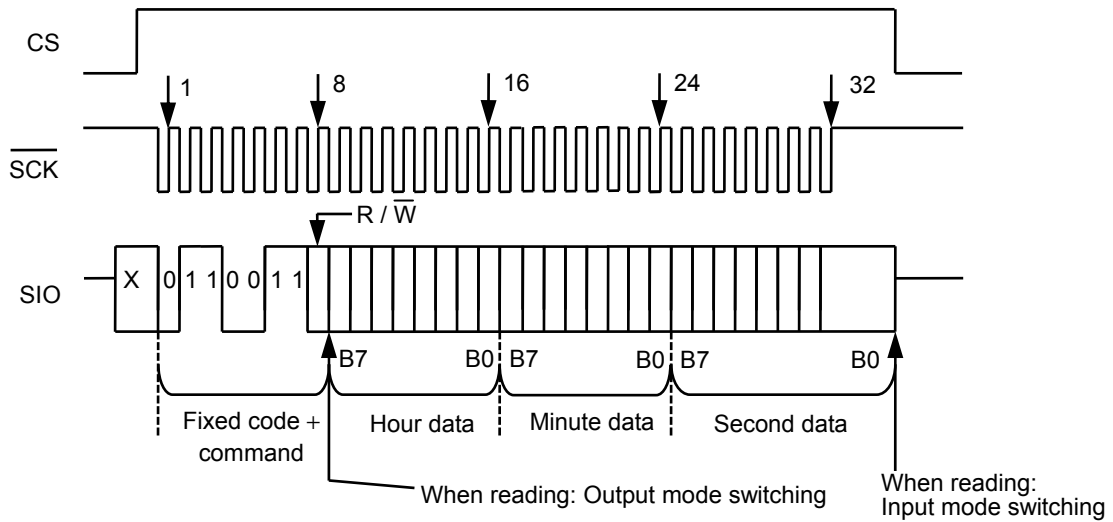 CS
1 8 16 24 32
SCK
R / W
SIO
X 0 1 1 0 0 1 1
B7 B0 B7 B0 B7 B0
Fixed code + command
Hour data
Minute data
Second data
When reading: Output mode switching
When reading:
Input mode switching